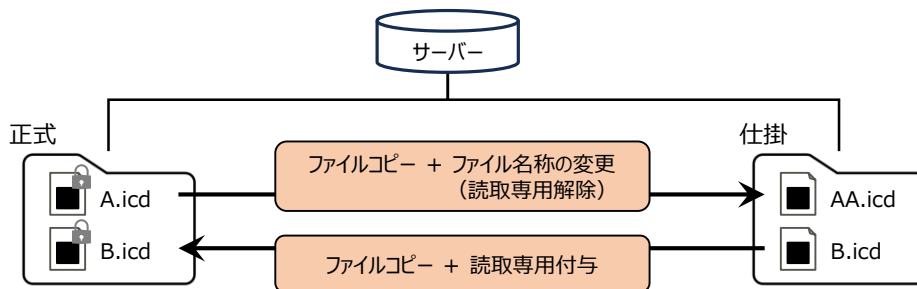 サーバー
正式
仕掛
ファイルコピー + ファイル名称の変更
（読取専用解除）
A.icd
AA.icd
B.icd
B.icd
ファイルコピー + 読取専用付与